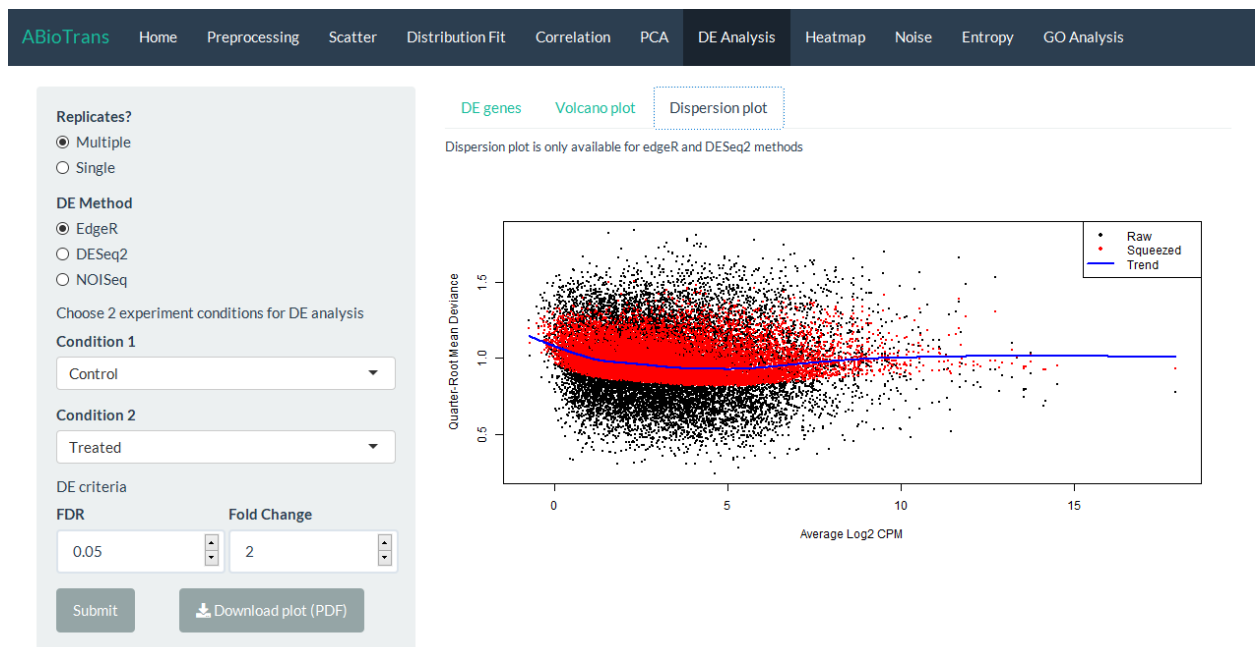 ABioTrans Home Preprocessing Scatter Distribution Fit Correlation PCA DE Analysis Heatmap Noise Entropy GO Analysis
Replicates?
Multiple
Single
DE Method
EdgeR
DESeq2
NOISeq
Choose 2 experiment conditions for DE analysis
Condition 1
Control
Condition 2
Treated
DE criteria
FDR Fold Change
0.05 2
Submit Download plot (PDF)
DE genes Volcano plot Dispersion plot
Dispersion plot is only available for edgeR and DESeq2 methods
Raw
Squeezed
Trend
Quarter-Root Mean Deviance
1.5
1.0
0.5
0 5 10 15
Average Log2 CPM